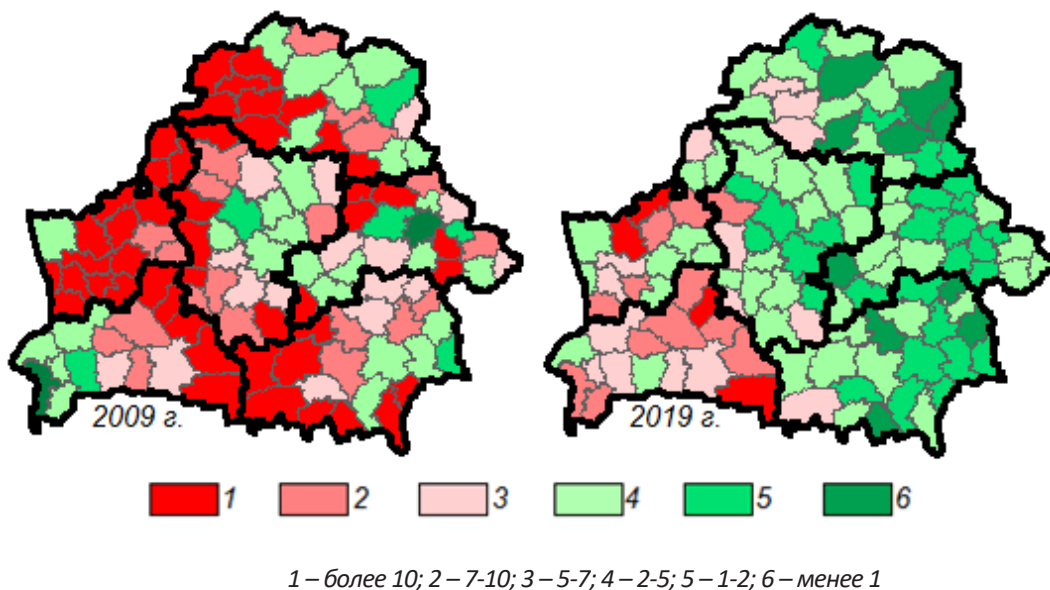 2009 г. 2019 г.
1 2 3 4 5 6
1 – более 10; 2 – 7-10; 3 – 5-7; 4 – 2-5; 5 – 1-2; 6 – менее 1